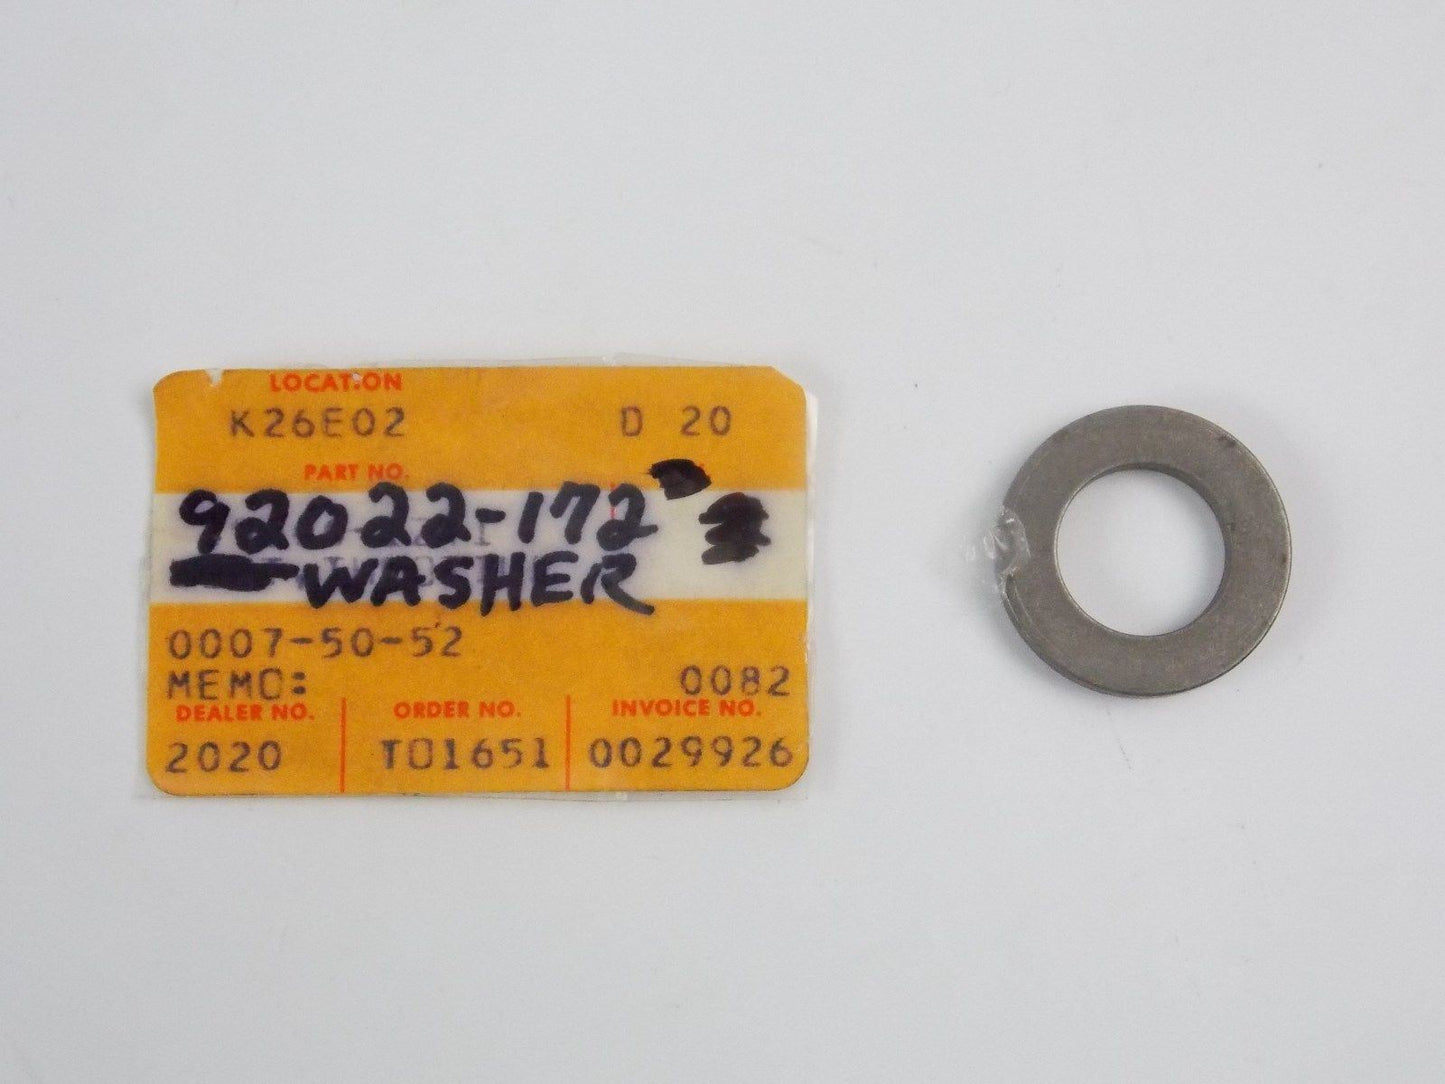 LOCATION
K26E02 D 20
PART NO.
92022-172
WASHER
0007-50-52
MEMO: 0082
DEALER NO. ORDER NO. INVOICE NO.
2020 T01651 0029926